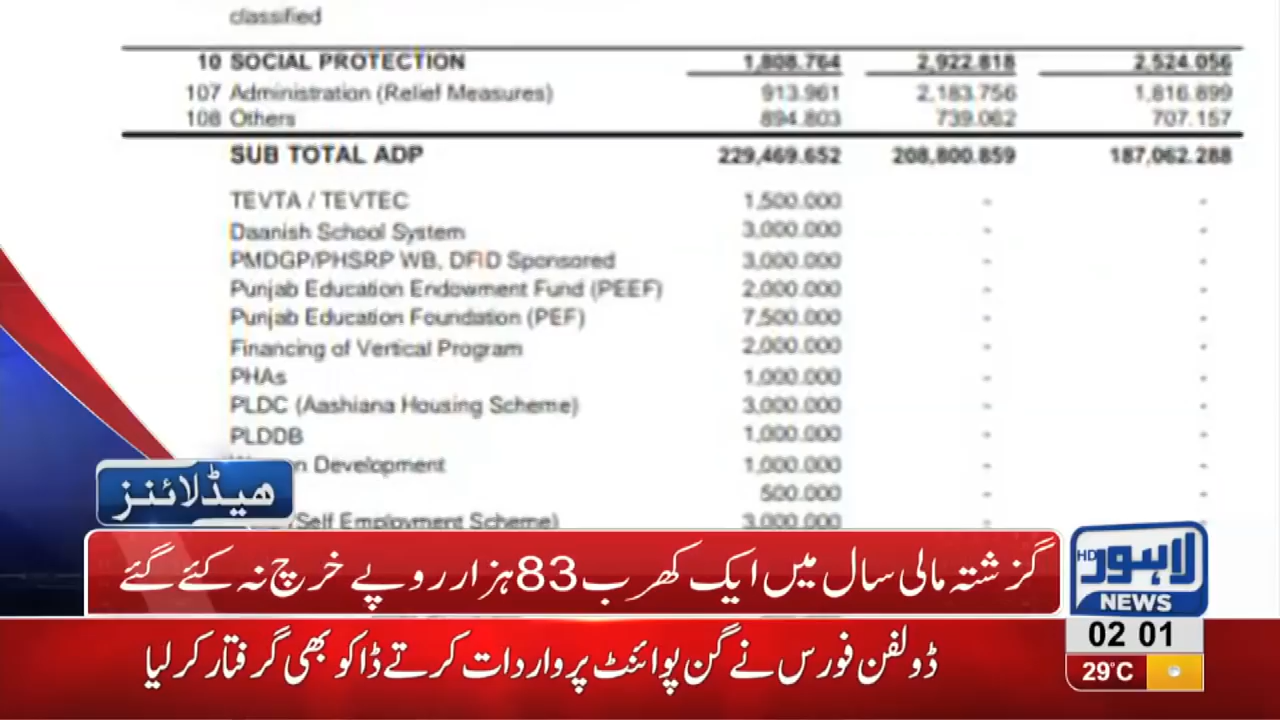 classified
10 SOCIAL PROTECTION 1,808.764 2,922.818 2,524.056
107 Administration (Relief Measures) 913.961 2,183.756 1,816.899
108 Others 894.803 739.062 707.157
SUB TOTAL ADP 229,469.652 208,800.859 187,062.288
TEVTA / TEVTEC 1,500.000 - -
Daanish School System 3,000.000 - -
PMDGP/PHSRP WB, DFID Sponsored 3,000.000 - -
Punjab Education Endowment Fund (PEEF) 2,000.000 - -
Punjab Education Foundation (PEF) 7,500.000 - -
Financing of Vertical Program 2,000.000 - -
PHAs 1,000.000 - -
PLDC (Aashiana Housing Scheme) 3,000.000 - -
PLDDB 1,000.000 - -
Development 1,000.000 - -
500.000 - -
(Self Employment Scheme) 3,000.000 - -
ہیڈلائنز
گزشتہ مالی سال میں ایک کھرب 83 ہزار روپے خرچ نہ کئے گئے
لاہور HD
NEWS
02 01
ڈولفن فورس نے گن پوائنٹ پر واردات کرتے ڈاکو بھی گرفتار کر لیا
29°C